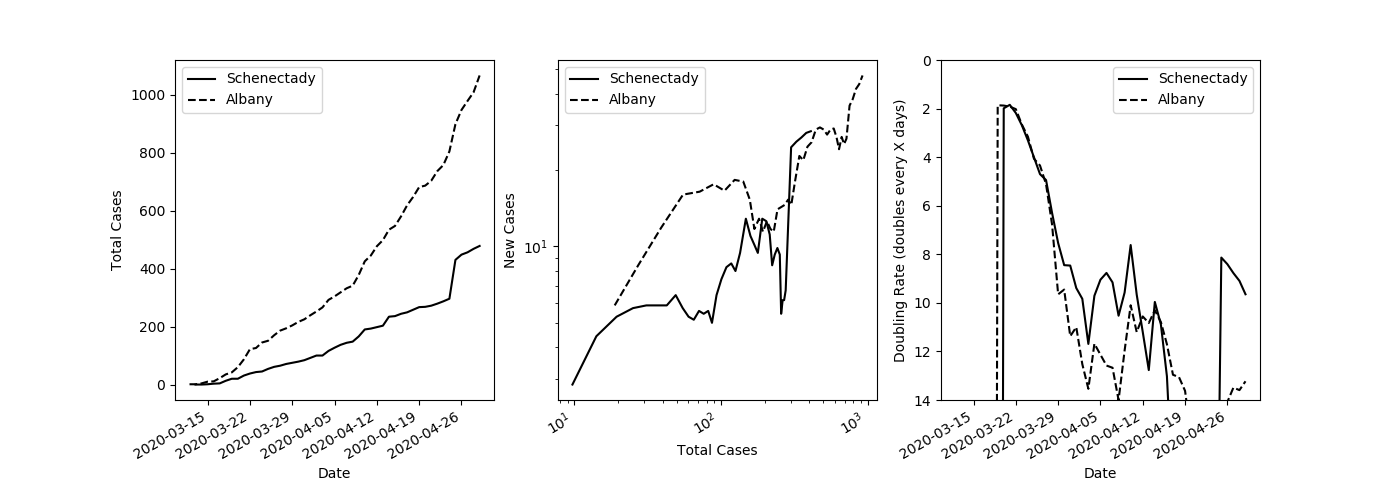 Schenectady
Albany
Total Cases
1000
800
600
400
200
0
2020-03-15
2020-03-22
2020-03-29
2020-04-05
2020-04-12
2020-04-19
2020-04-26
Date
Schenectady
Albany
New Cases
10¹
10¹
10²
10³
Total Cases
Schenectady
Albany
Doubling Rate (doubles every X days)
0
2
4
6
8
10
12
14
2020-03-15
2020-03-22
2020-03-29
2020-04-05
2020-04-12
2020-04-19
2020-04-26
Date